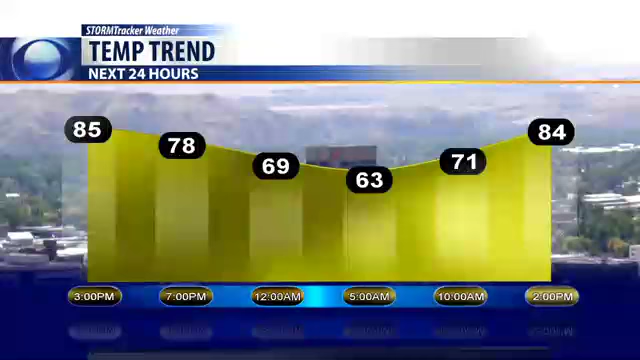 STORMTracker Weather
TEMP TREND
NEXT 24 HOURS
85 78 69 63 71 84
3:00PM 7:00PM 12:00AM 5:00AM 10:00AM 2:00PM